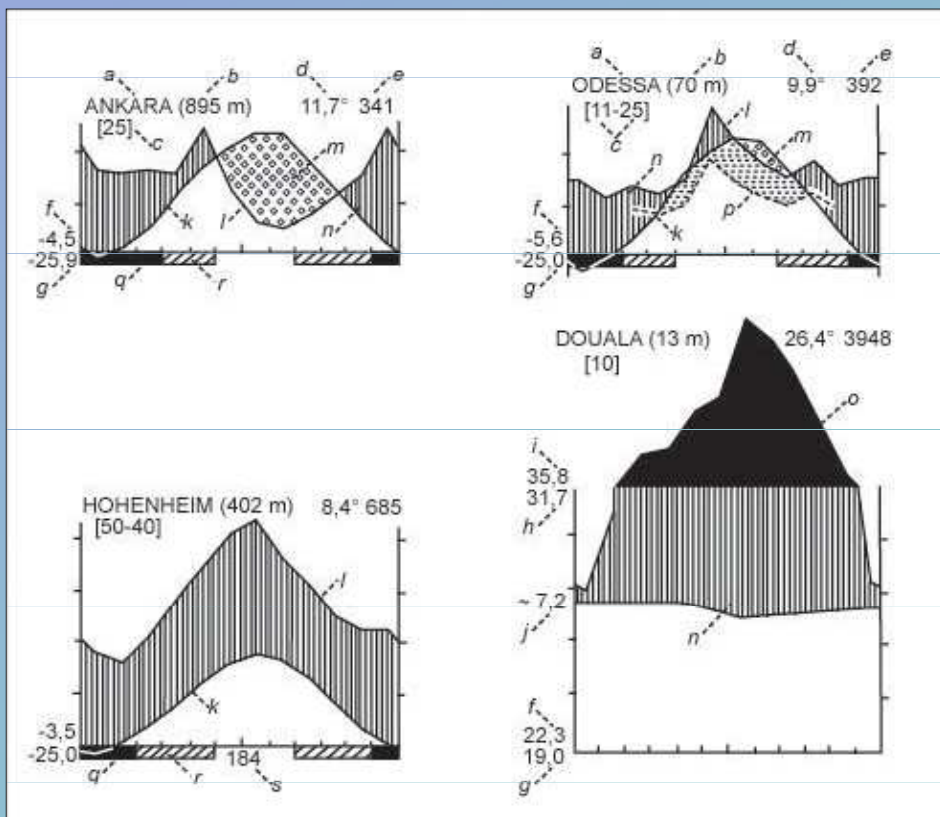 a b d e
ANKARA (895 m) 11,7° 341
[25] c
m
f k l n
-4,5
-25,9
g q r
a b d e
ODESSA (70 m) 9,9° 392
[11-25] l
c n m
f k p
-5,6
-25,0
g
DOUALA (13 m) 26,4° 3948
[10]
o
i
35,8
31,7
h
~ 7,2
j n
f
22,3
19,0
g
HOHENHEIM (402 m) 8,4° 685
[50-40]
l
k
-3,5
-25,0
184
q r s